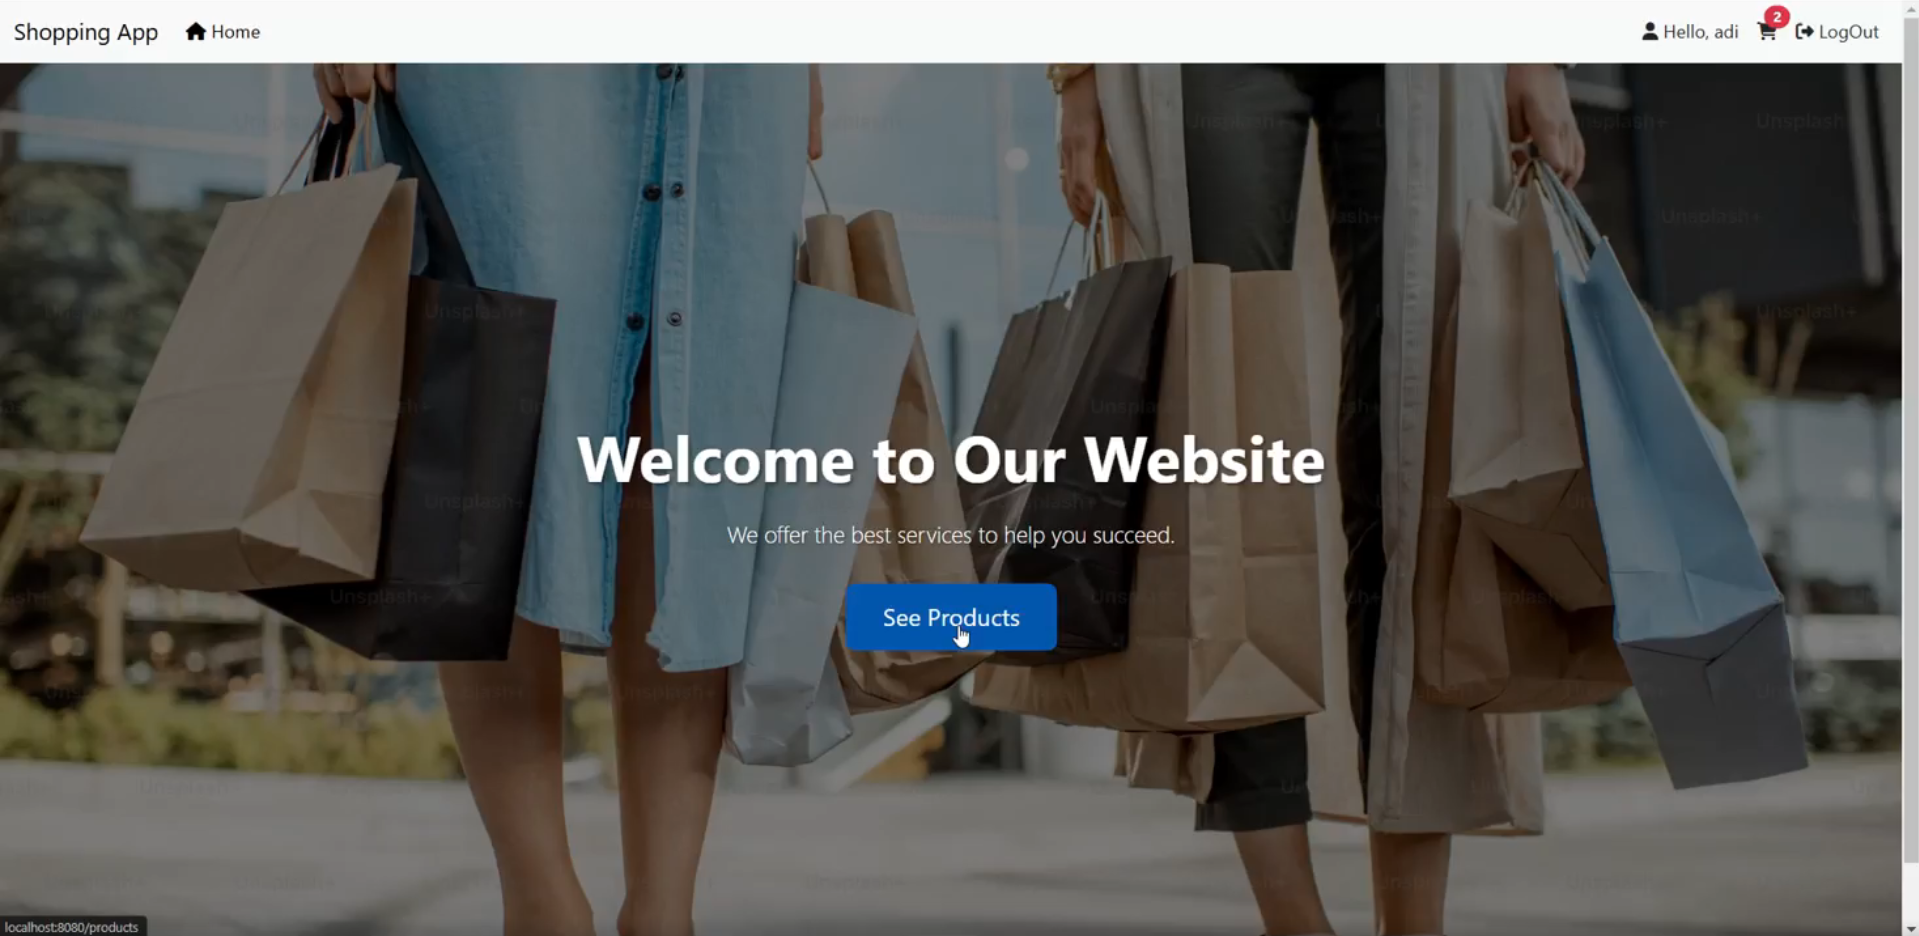 Shopping App Home Hello, adi 2 LogOut
Welcome to Our Website
We offer the best services to help you succeed.
See Products
localhost:8080/products
Unsplash+